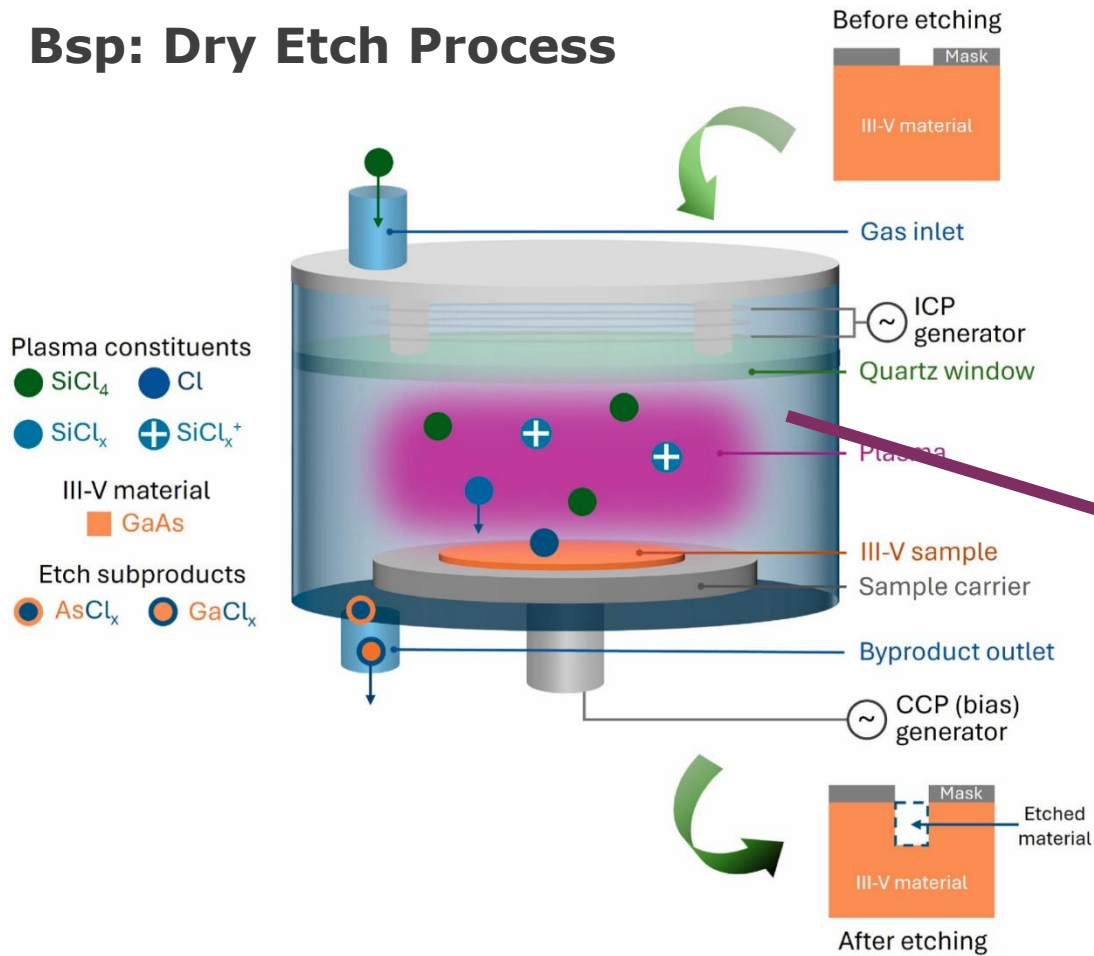 Bsp: Dry Etch Process
Before etching
Mask
III-V material
Gas inlet
~
ICP
generator
Quartz window
Plasma constituents
SiCl₄
Cl
SiClₓ
SiClₓ⁺
III-V material
GaAs
Etch subproducts
AsClₓ
GaClₓ
Plasma
III-V sample
Sample carrier
Byproduct outlet
~
CCP (bias)
generator
Mask
Etched
material
III-V material
After etching